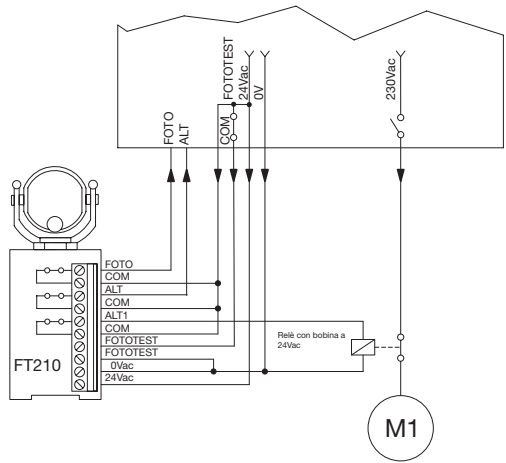 FOTOTEST
24Vac
0V
230Vac
FOTO
ALT
COM
FOTO
COM
ALT
COM
ALT1
COM
FOTOTEST
FOTOTEST
0Vac
24Vac
FT210
Relè con bobina a
24Vac
M1